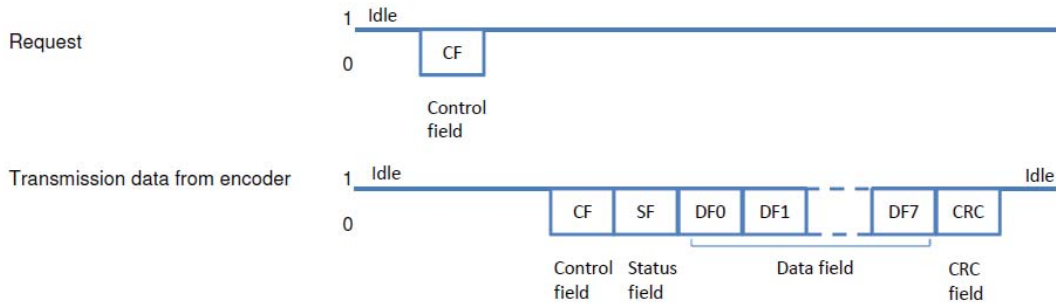 1 Idle
Request
CF
0
Control
field
Transmission data from encoder
1 Idle
Idle
CF SF DF0 DF1 DF7 CRC
0
Control Status Data field CRC
field field field